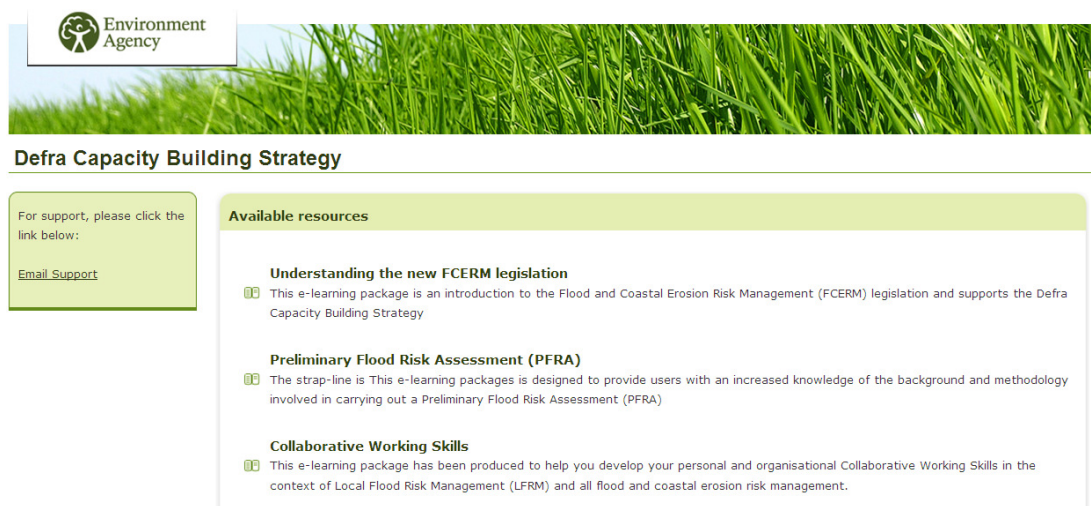 Environment
Agency
Defra Capacity Building Strategy
For support, please click the
link below:
Email Support
Available resources
Understanding the new FCERM legislation
This e-learning package is an introduction to the Flood and Coastal Erosion Risk Management (FCERM) legislation and supports the Defra
Capacity Building Strategy
Preliminary Flood Risk Assessment (PFRA)
The strap-line is This e-learning packages is designed to provide users with an increased knowledge of the background and methodology
involved in carrying out a Preliminary Flood Risk Assessment (PFRA)
Collaborative Working Skills
This e-learning package has been produced to help you develop your personal and organisational Collaborative Working Skills in the
context of Local Flood Risk Management (LFRM) and all flood and coastal erosion risk management.